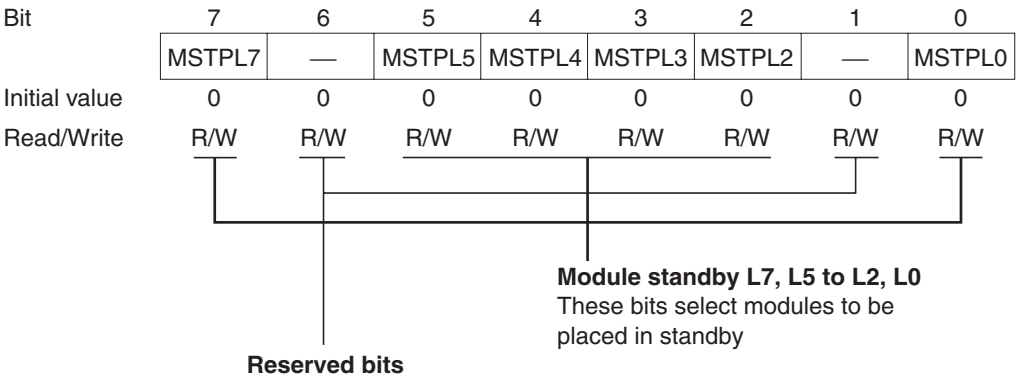 Bit 7 6 5 4 3 2 1 0
MSTPL7 — MSTPL5 MSTPL4 MSTPL3 MSTPL2 — MSTPL0
Initial value 0 0 0 0 0 0 0 0
Read/Write R/W R/W R/W R/W R/W R/W R/W R/W
Module standby L7, L5 to L2, L0
These bits select modules to be
placed in standby
Reserved bits